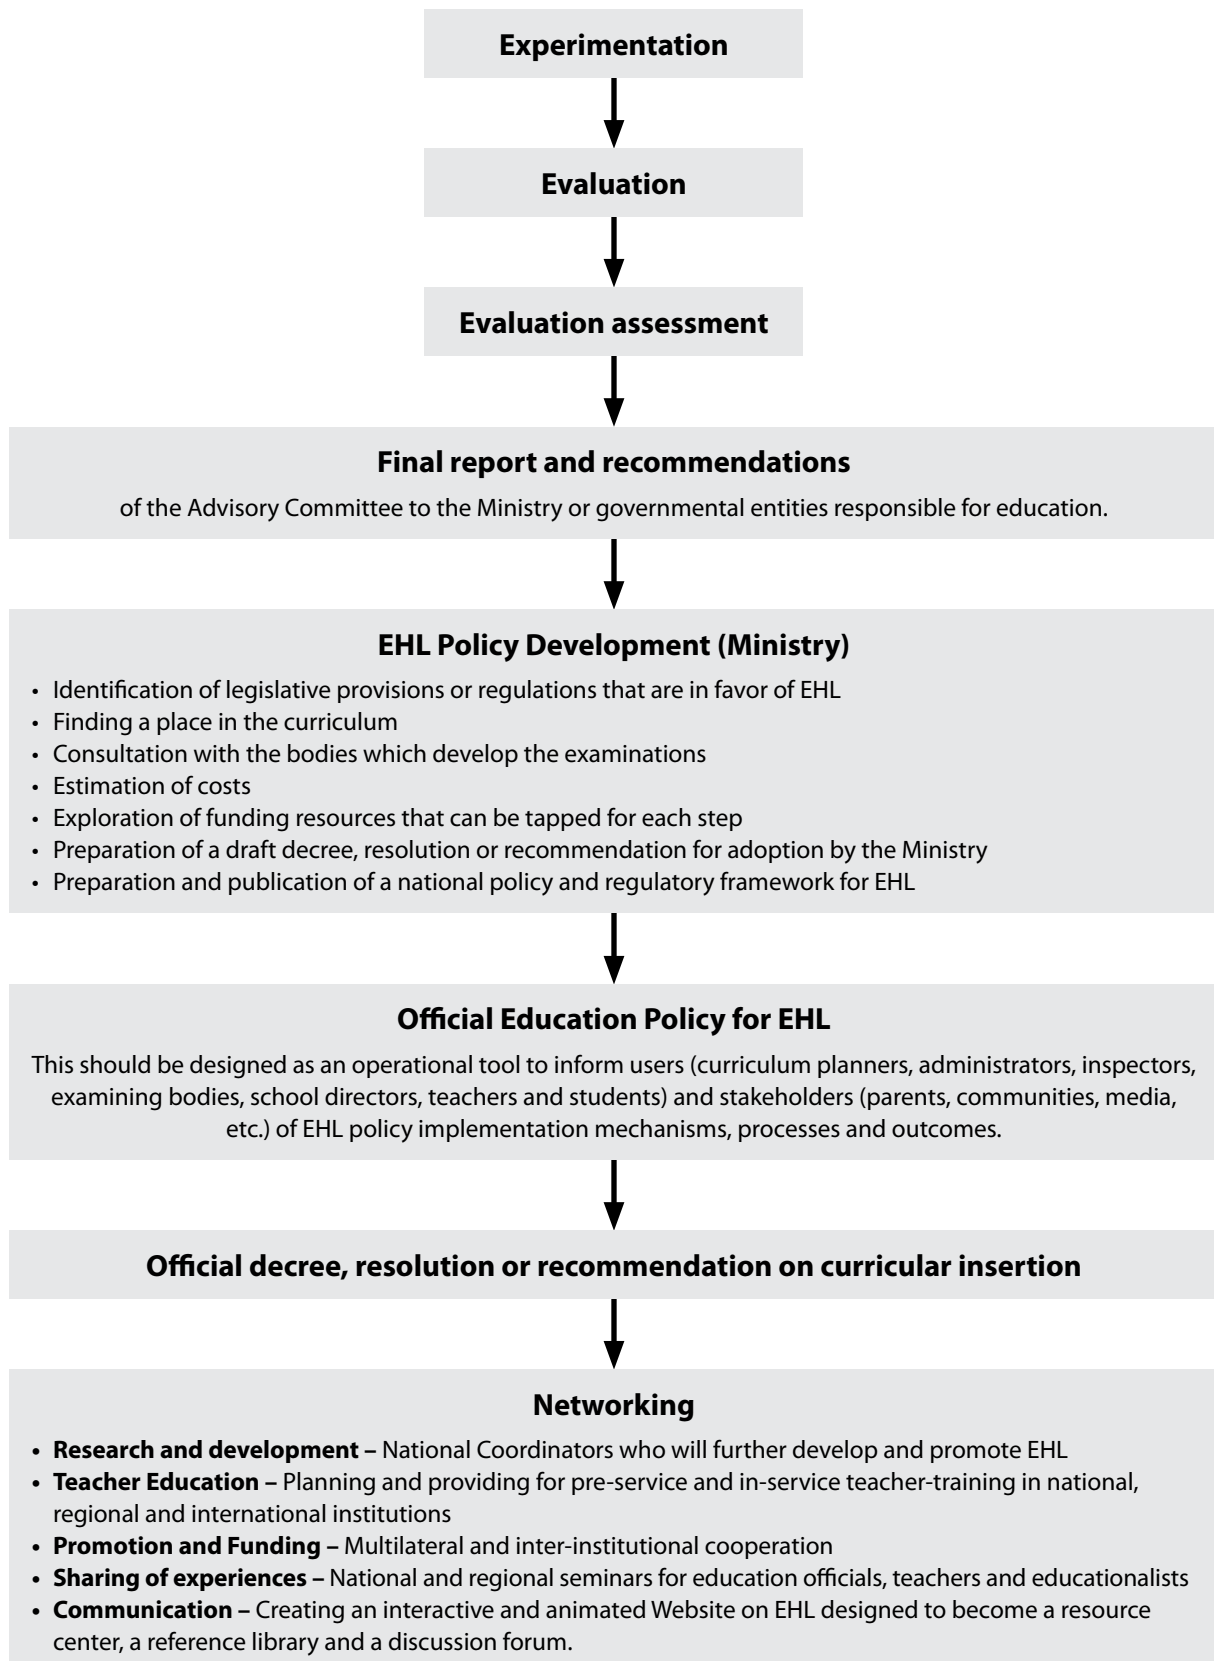 Experimentation
Evaluation
Evaluation assessment
Final report and recommendations
of the Advisory Committee to the Ministry or governmental entities responsible for education.
EHL Policy Development (Ministry)
• Identification of legislative provisions or regulations that are in favor of EHL
• Finding a place in the curriculum
• Consultation with the bodies which develop the examinations
• Estimation of costs
• Exploration of funding resources that can be tapped for each step
• Preparation of a draft decree, resolution or recommendation for adoption by the Ministry
• Preparation and publication of a national policy and regulatory framework for EHL
Official Education Policy for EHL
This should be designed as an operational tool to inform users (curriculum planners, administrators, inspectors,
examining bodies, school directors, teachers and students) and stakeholders (parents, communities, media,
etc.) of EHL policy implementation mechanisms, processes and outcomes.
Official decree, resolution or recommendation on curricular insertion
Networking
• Research and development – National Coordinators who will further develop and promote EHL
• Teacher Education – Planning and providing for pre-service and in-service teacher-training in national,
regional and international institutions
• Promotion and Funding – Multilateral and inter-institutional cooperation
• Sharing of experiences – National and regional seminars for education officials, teachers and educationalists
• Communication – Creating an interactive and animated Website on EHL designed to become a resource
center, a reference library and a discussion forum.